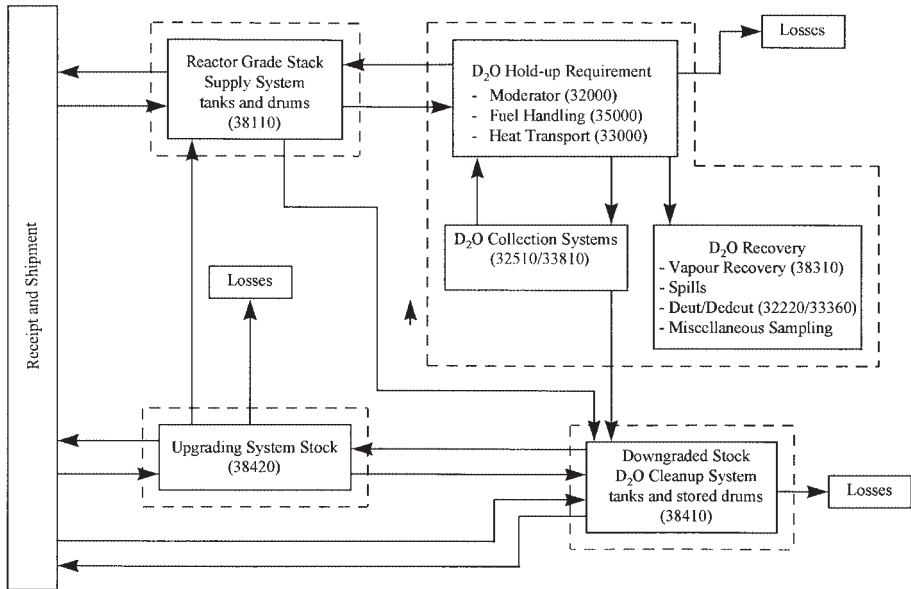 Receipt and Shipment
Reactor Grade Stack
Supply System
tanks and drums
(38110)
D₂O Hold-up Requirement
- Moderator (32000)
- Fuel Handling (35000)
- Heat Transport (33000)
Losses
D₂O Collection Systems
(32510/33810)
D₂O Recovery
- Vapour Recovery (38310)
- Spills
- Deut/Dedeut (32220/33360)
- Miscellaneous Sampling
Losses
Upgrading System Stock
(38420)
Downgraded Stock
D₂O Cleanup System
tanks and stored drums
(38410)
Losses